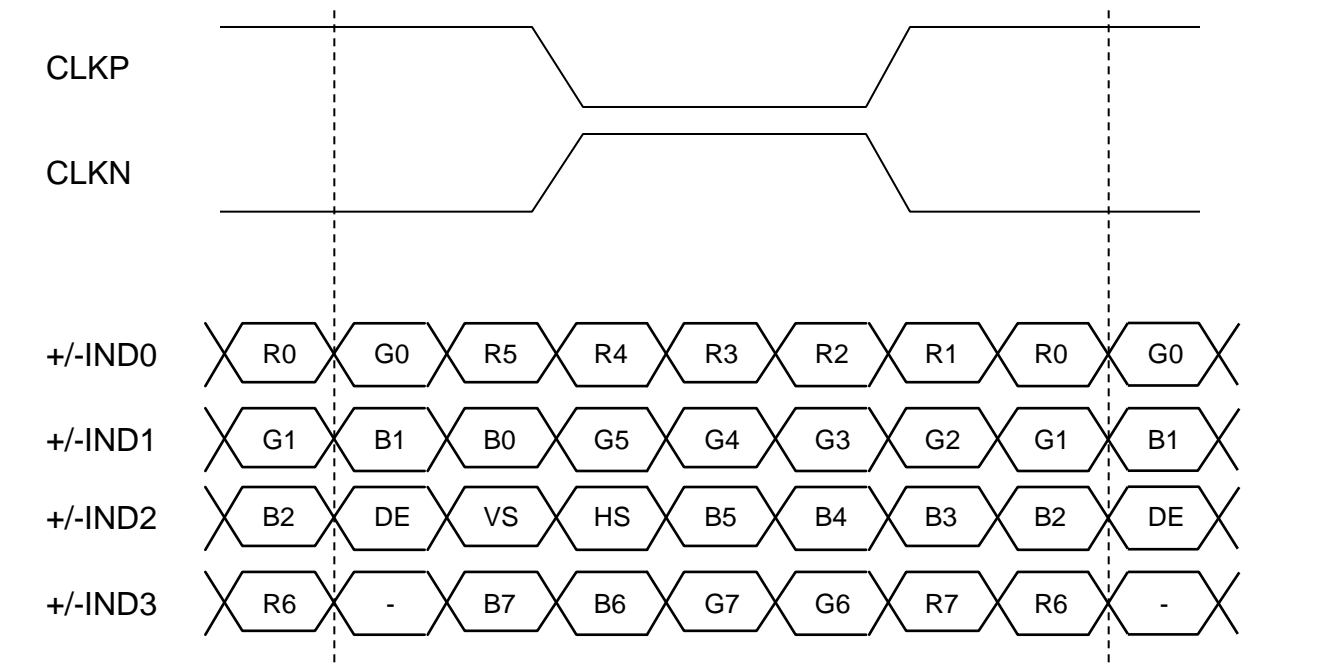 CLKP
CLKN
+/-IND0 R0 G0 R5 R4 R3 R2 R1 R0 G0
+/-IND1 G1 B1 B0 G5 G4 G3 G2 G1 B1
+/-IND2 B2 DE VS HS B5 B4 B3 B2 DE
+/-IND3 R6 - B7 B6 G7 G6 R7 R6 -